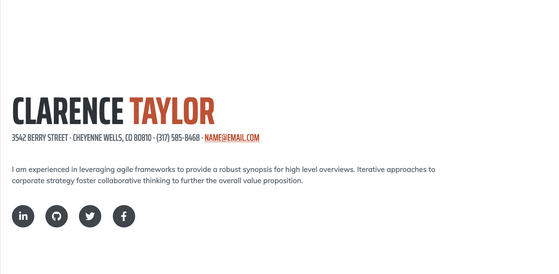 CLARENCE TAYLOR
3542 BERRY STREET · CHEYENNE WELLS, CO 80810 · (317) 585-8468 · NAME@EMAIL.COM
I am experienced in leveraging agile frameworks to provide a robust synopsis for high level overviews. Iterative approaches to
corporate strategy foster collaborative thinking to further the overall value proposition.
in
f